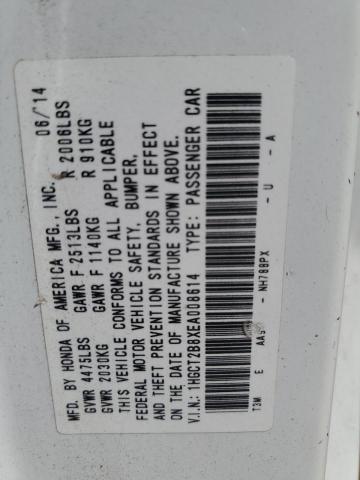 MFD. BY HONDA OF AMERICA MFG., INC. 06/14
GVWR 4475LBS GAWR F 2513LBS R 2006LBS
GVWR 2030KG GAWR F 1140KG R 910KG
THIS VEHICLE CONFORMS TO ALL APPLICABLE
FEDERAL MOTOR VEHICLE SAFETY, BUMPER,
AND THEFT PREVENTION STANDARDS IN EFFECT
ON THE DATE OF MANUFACTURE SHOWN ABOVE.
V.I.N.: 1HGCT2B8XEA008614 TYPE: PASSENGER CAR
T3M E AA9 NH788PX - U - A